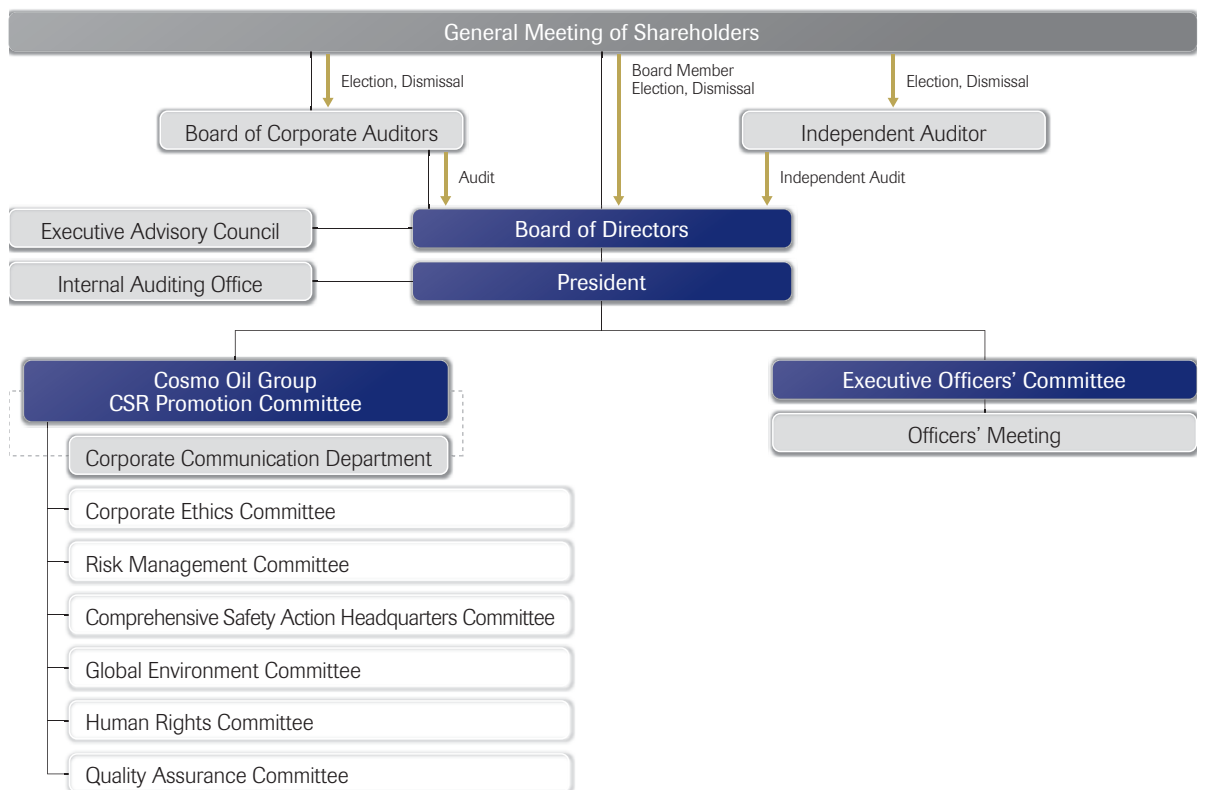 General Meeting of Shareholders
Election, Dismissal
Board Member
Election, Dismissal
Election, Dismissal
Board of Corporate Auditors
Independent Auditor
Audit
Independent Audit
Executive Advisory Council
Board of Directors
Internal Auditing Office
President
Cosmo Oil Group
CSR Promotion Committee
Executive Officers’ Committee
Officers’ Meeting
Corporate Communication Department
Corporate Ethics Committee
Risk Management Committee
Comprehensive Safety Action Headquarters Committee
Global Environment Committee
Human Rights Committee
Quality Assurance Committee